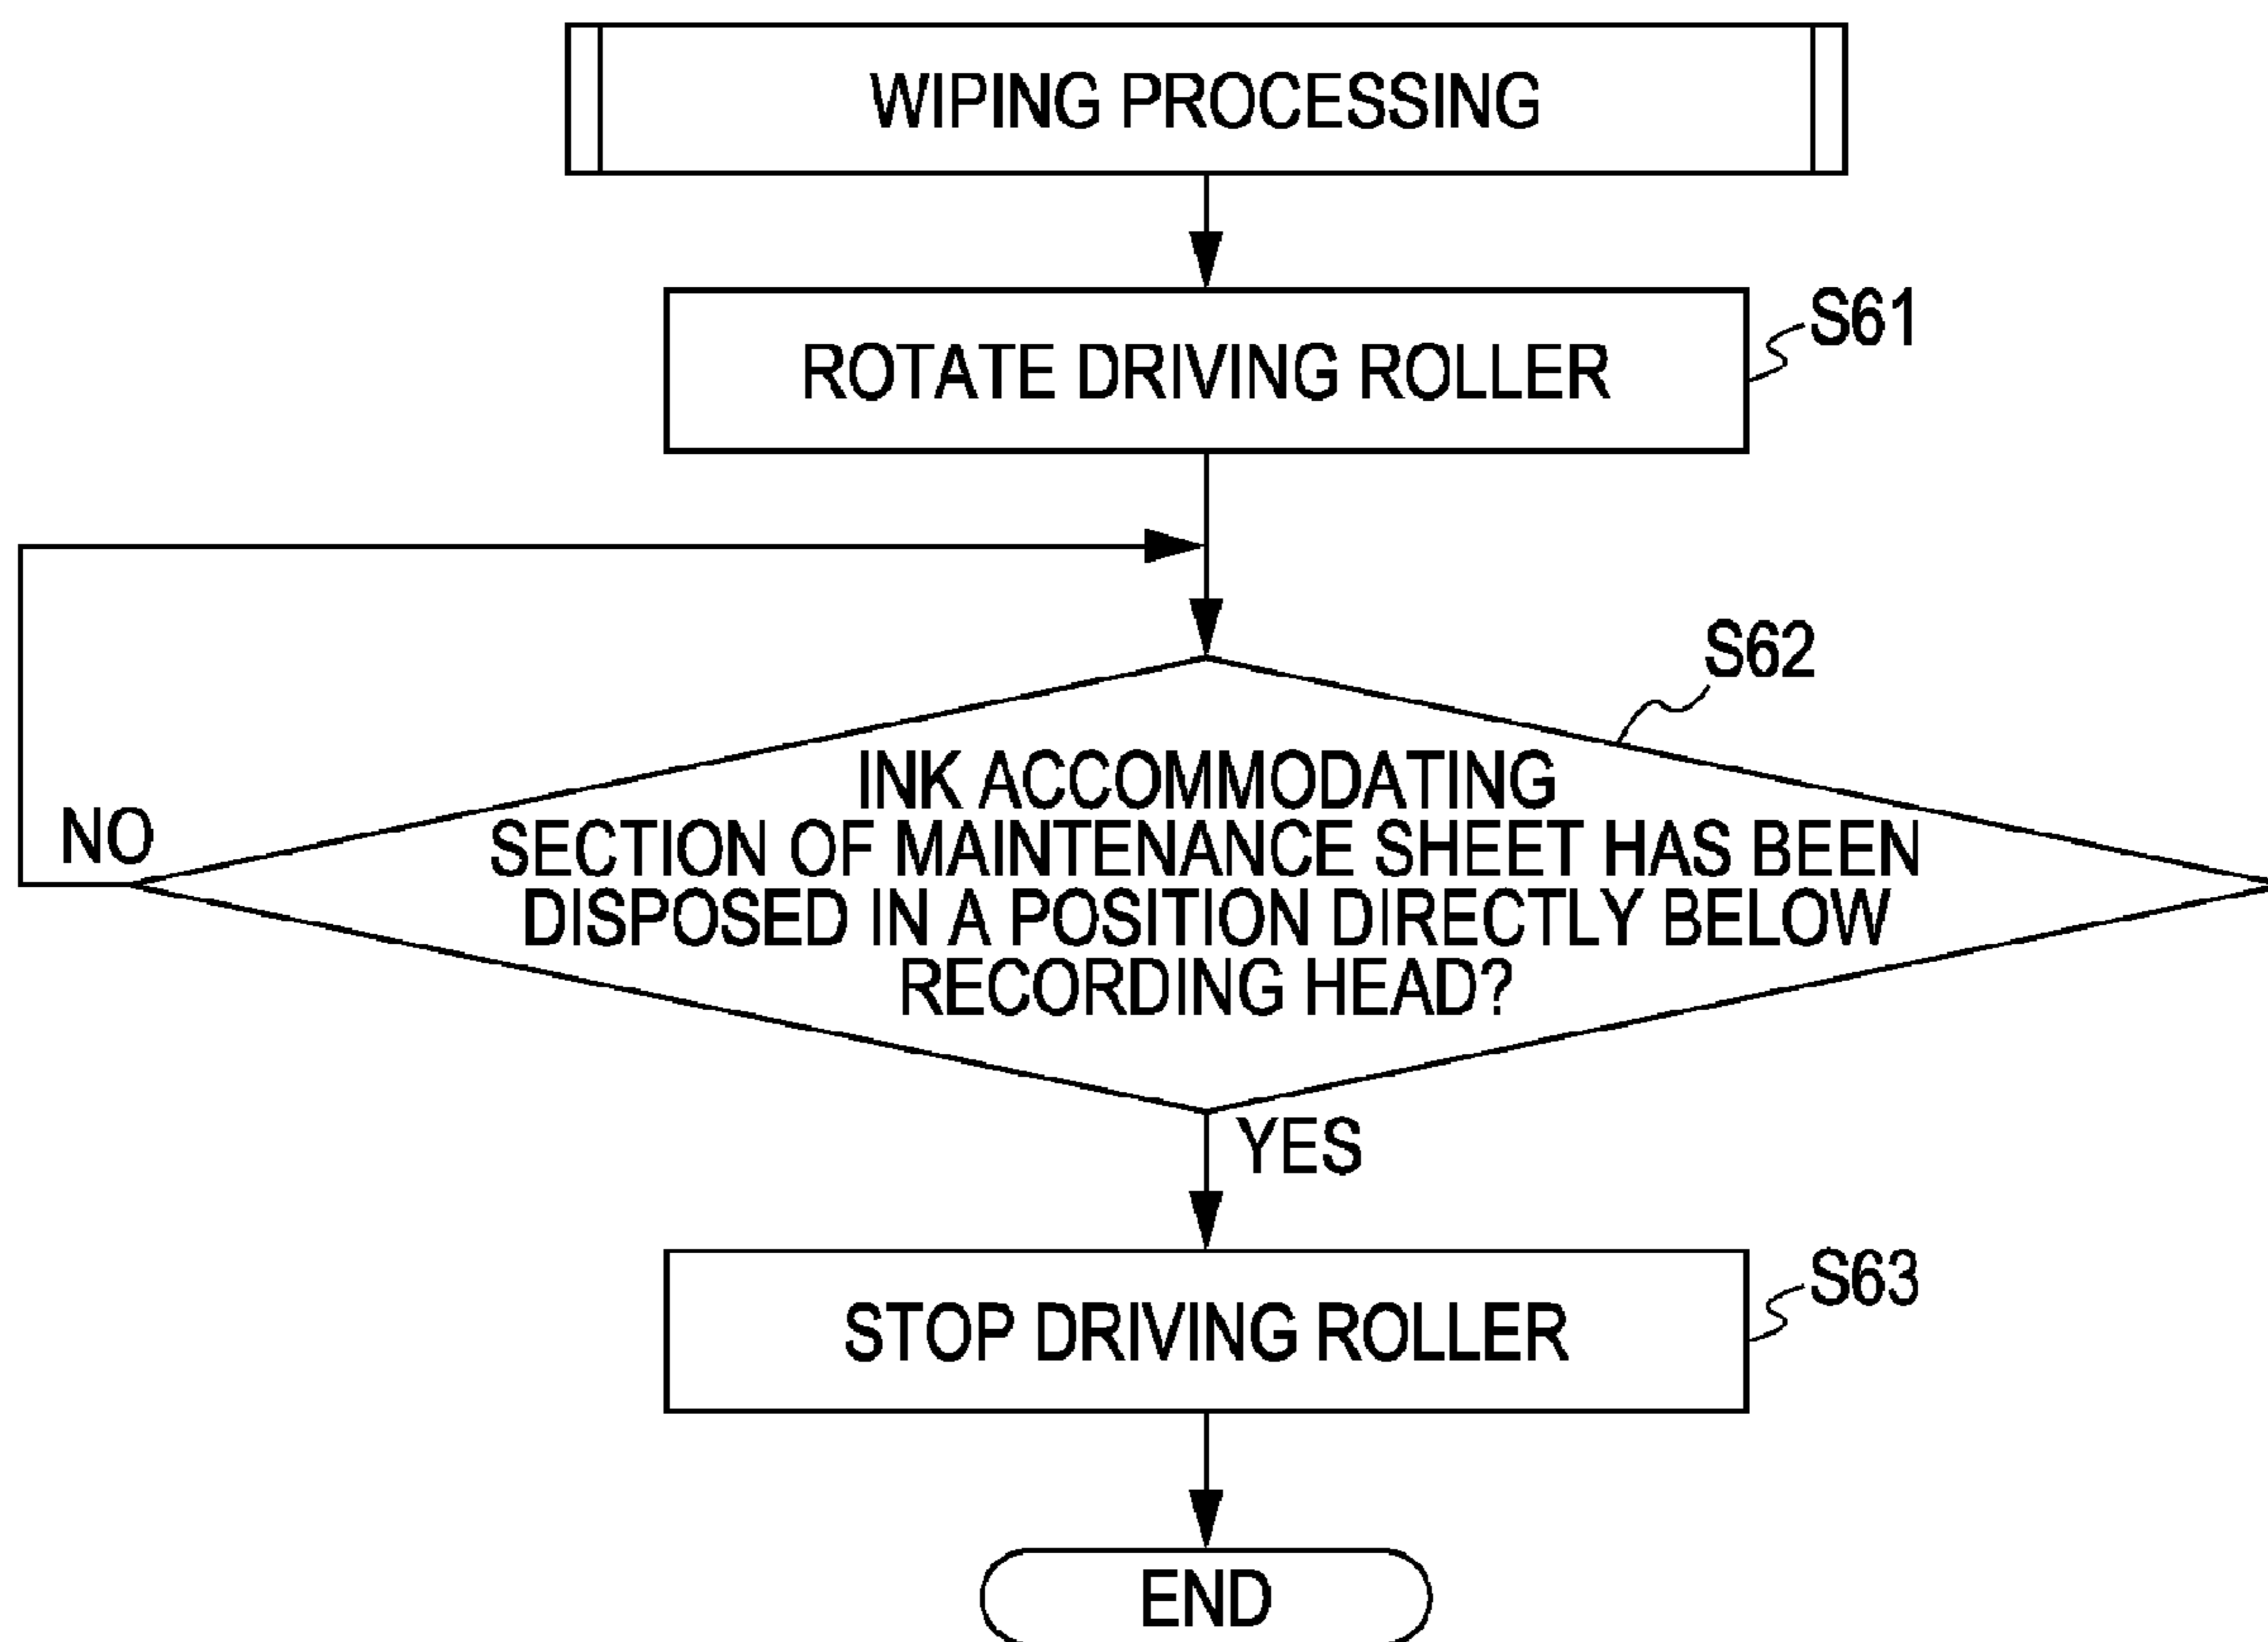 WIPING PROCESSING
ROTATE DRIVING ROLLER
S61
S62
INK ACCOMMODATING
SECTION OF MAINTENANCE SHEET HAS BEEN
DISPOSED IN A POSITION DIRECTLY BELOW
RECORDING HEAD?
NO
YES
STOP DRIVING ROLLER
S63
END